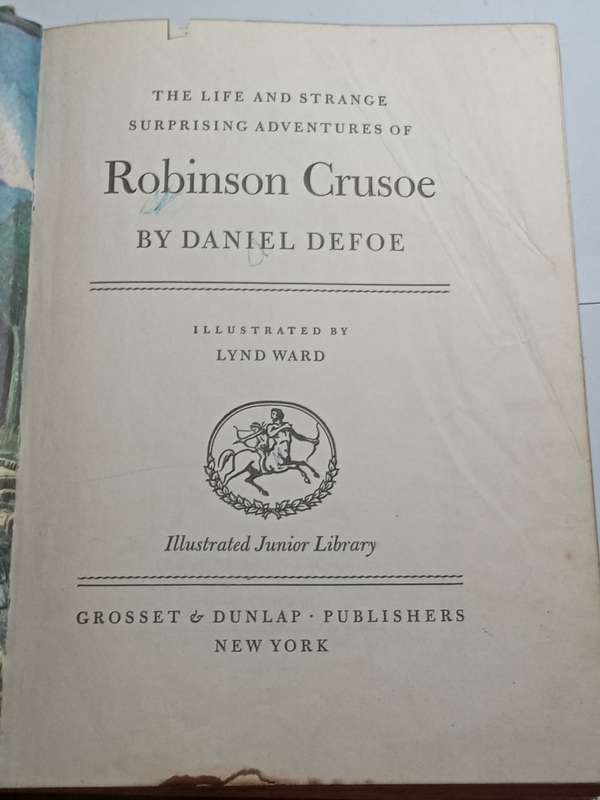 THE LIFE AND STRANGE
SURPRISING ADVENTURES OF
Robinson Crusoe
BY DANIEL DEFOE
ILLUSTRATED BY
LYND WARD
Illustrated Junior Library
GROSSET & DUNLAP · PUBLISHERS
NEW YORK